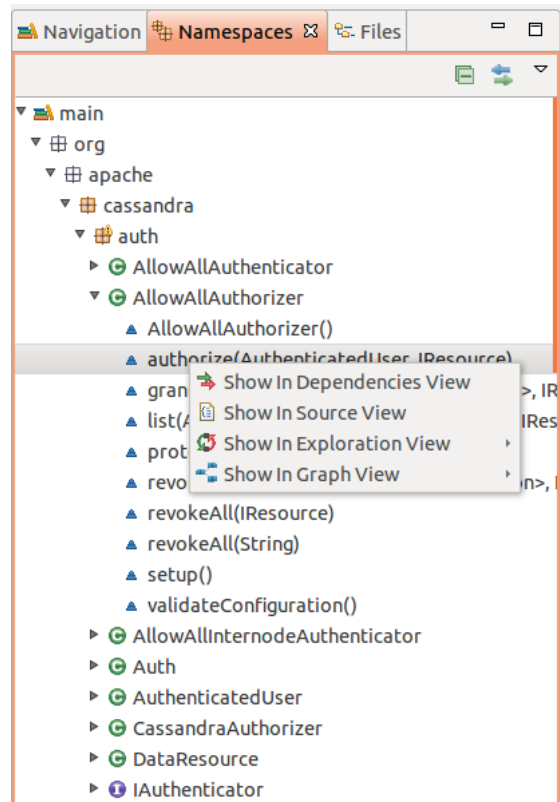 Navigation Namespaces Files
main
org
apache
cassandra
auth
AllowAllAuthenticator
AllowAllAuthorizer
AllowAllAuthorizer()
authorize(AuthenticatedUser, IResource)
Show In Dependencies View
Show In Source View
Show In Exploration View
Show In Graph View
revokeAll(IResource)
revokeAll(String)
setup()
validateConfiguration()
AllowAllInternodeAuthenticator
Auth
AuthenticatedUser
CassandraAuthorizer
DataResource
IAuthenticator